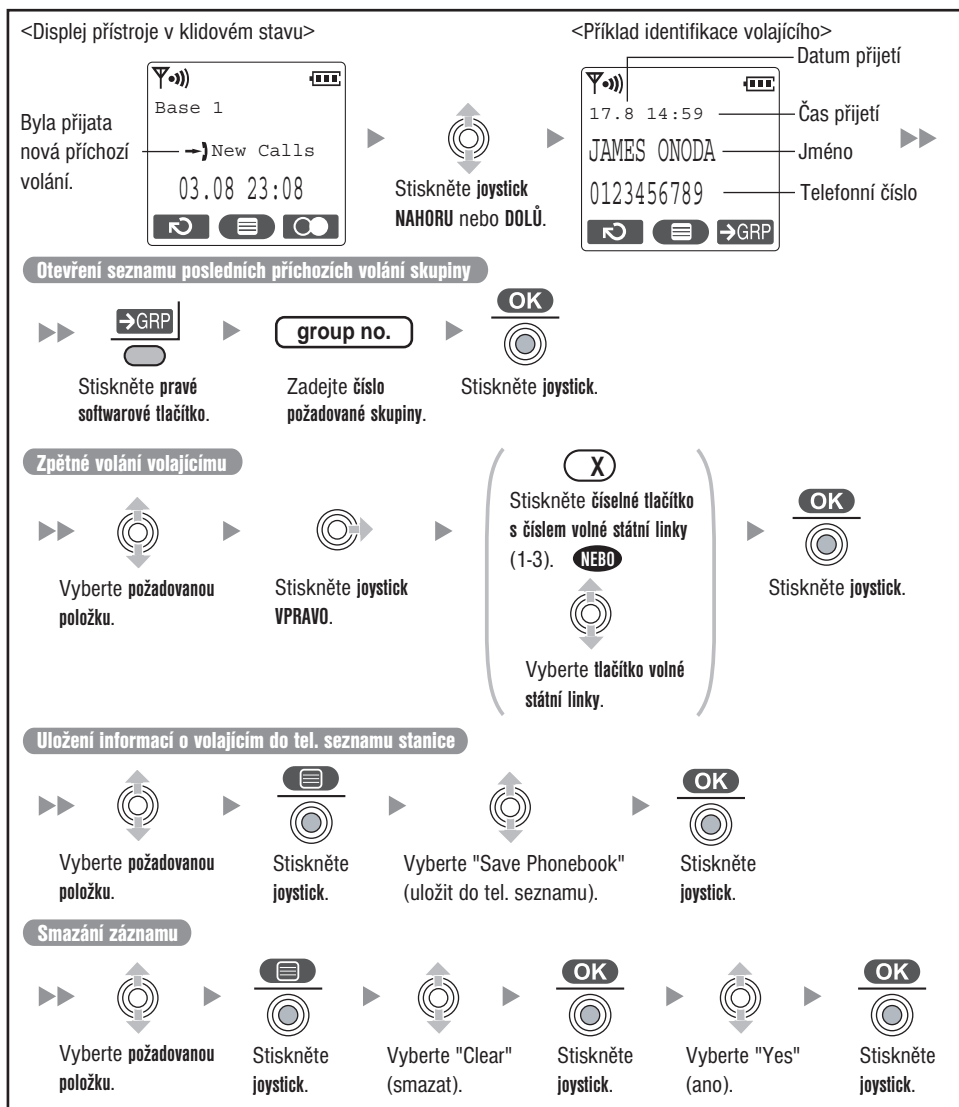 <Displej přístroje v klidovém stavu>
Byla přijata
nová příchozí
volání.
Base 1
New Calls
03.08 23:08
Stiskněte joystick
NAHORU nebo DOLŮ.
<Příklad identifikace volajícího>
17.8 14:59
JAMES ONODA
0123456789
GRP
Datum přijetí
Čas přijetí
Jméno
Telefonní číslo
Otevření seznamu posledních příchozích volání skupiny
GRP
Stiskněte pravé
softwarové tlačítko.
group no.
Zadejte číslo
požadované skupiny.
OK
Stiskněte joystick.
Zpětné volání volajícímu
Vyberte požadovanou
položku.
Stiskněte joystick
VPRAVO.
X
Stiskněte číselné tlačítko
s číslem volné státní linky
(1-3). NEBO
Vyberte tlačítko volné
státní linky.
OK
Stiskněte joystick.
Uložení informací o volajícím do tel. seznamu stanice
Vyberte požadovanou
položku.
Stiskněte
joystick.
Vyberte "Save Phonebook"
(uložit do tel. seznamu).
OK
Stiskněte
joystick.
Smazání záznamu
Vyberte požadovanou
položku.
Stiskněte
joystick.
Vyberte "Clear"
(smazat).
OK
Stiskněte
joystick.
Vyberte "Yes"
(ano).
OK
Stiskněte
joystick.